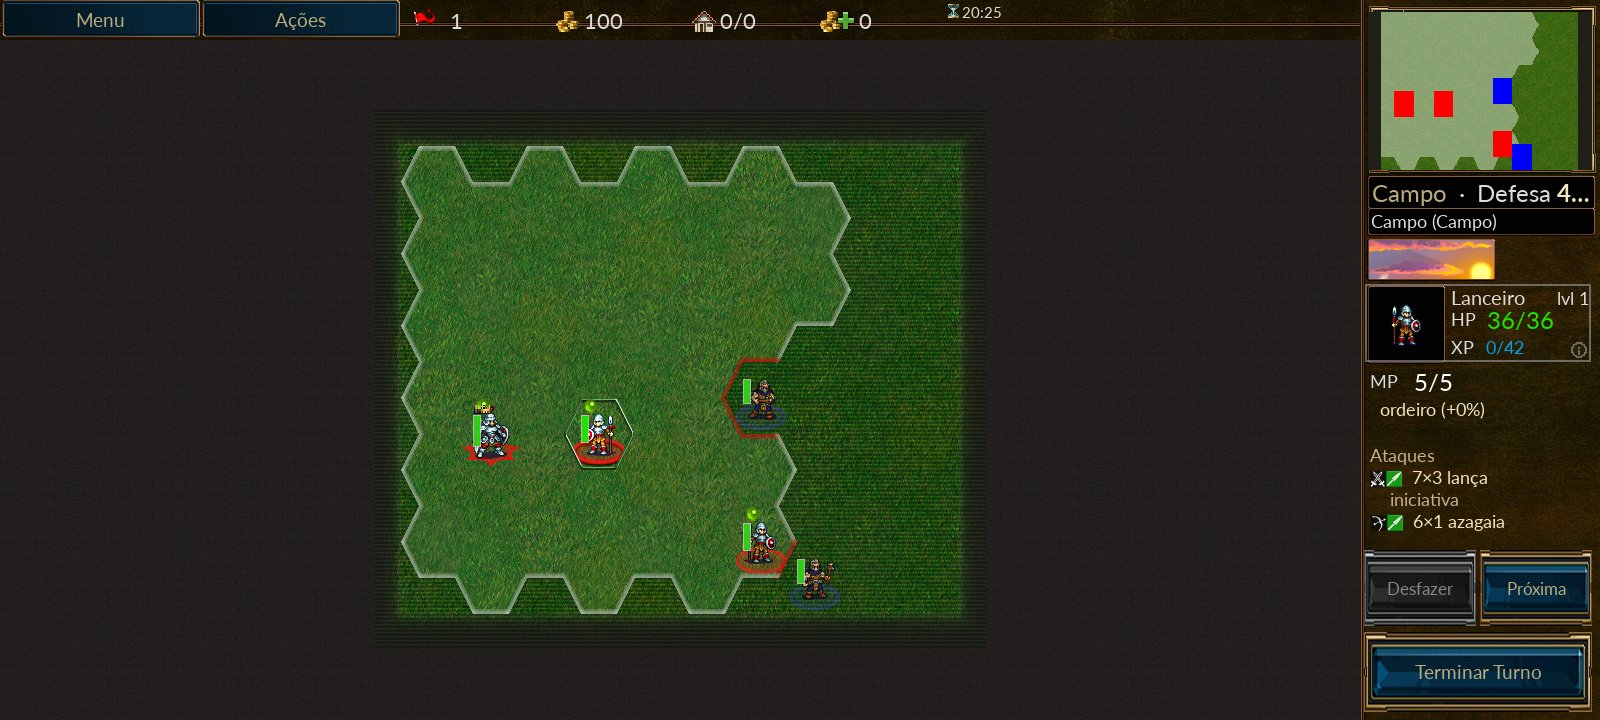 Menu
Ações
1
100
0/0
0
20:25
Campo · Defesa 4...
Campo (Campo)
Lanceiro lvl 1
HP 36/36
XP 0/42
MP 5/5
ordeiro (+0%)
Ataques
7×3 lança
iniciativa
6×1 azagaia
Desfazer
Próxima
Terminar Turno